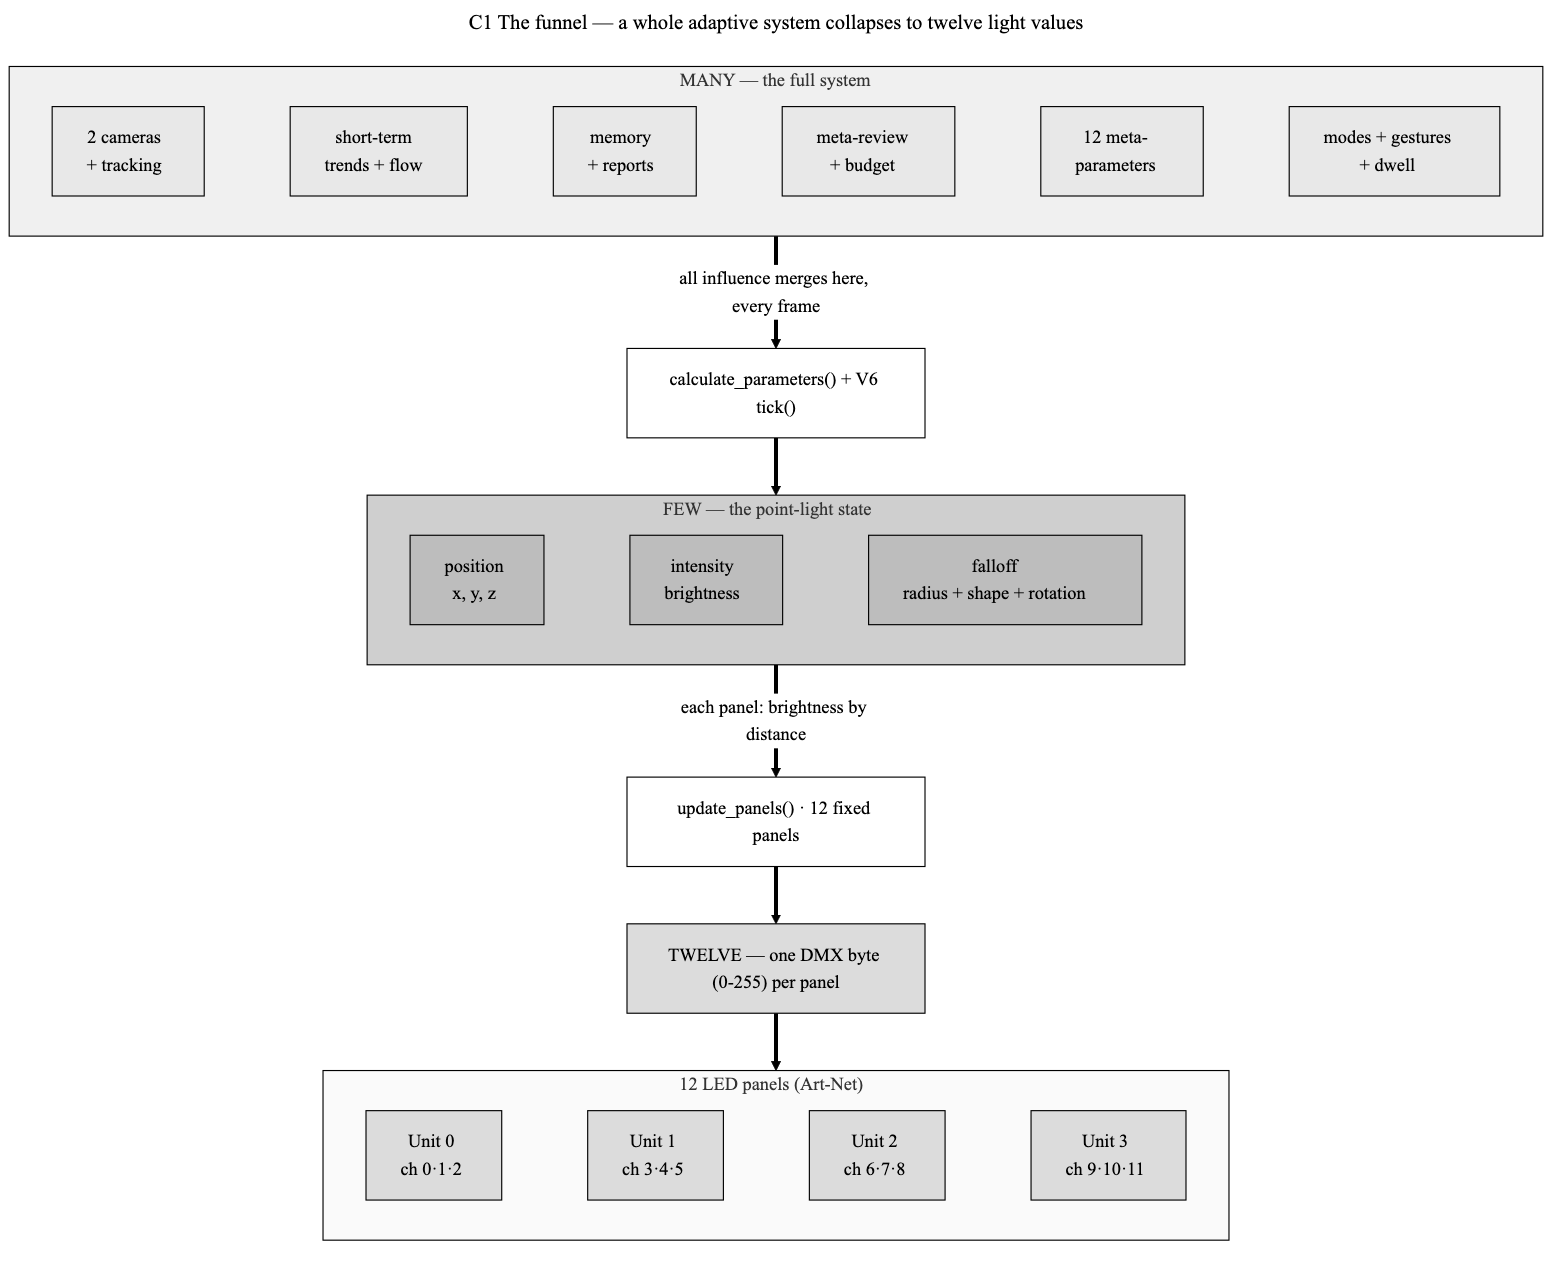 C1 The funnel — a whole adaptive system collapses to twelve light values
MANY — the full system
2 cameras
+ tracking
short-term
trends + flow
memory
+ reports
meta-review
+ budget
12 meta-
parameters
modes + gestures
+ dwell
all influence merges here,
every frame
calculate_parameters() + V6
tick()
FEW — the point-light state
position
x, y, z
intensity
brightness
falloff
radius + shape + rotation
each panel: brightness by
distance
update_panels() · 12 fixed
panels
TWELVE — one DMX byte
(0-255) per panel
12 LED panels (Art-Net)
Unit 0
ch 0·1·2
Unit 1
ch 3·4·5
Unit 2
ch 6·7·8
Unit 3
ch 9·10·11